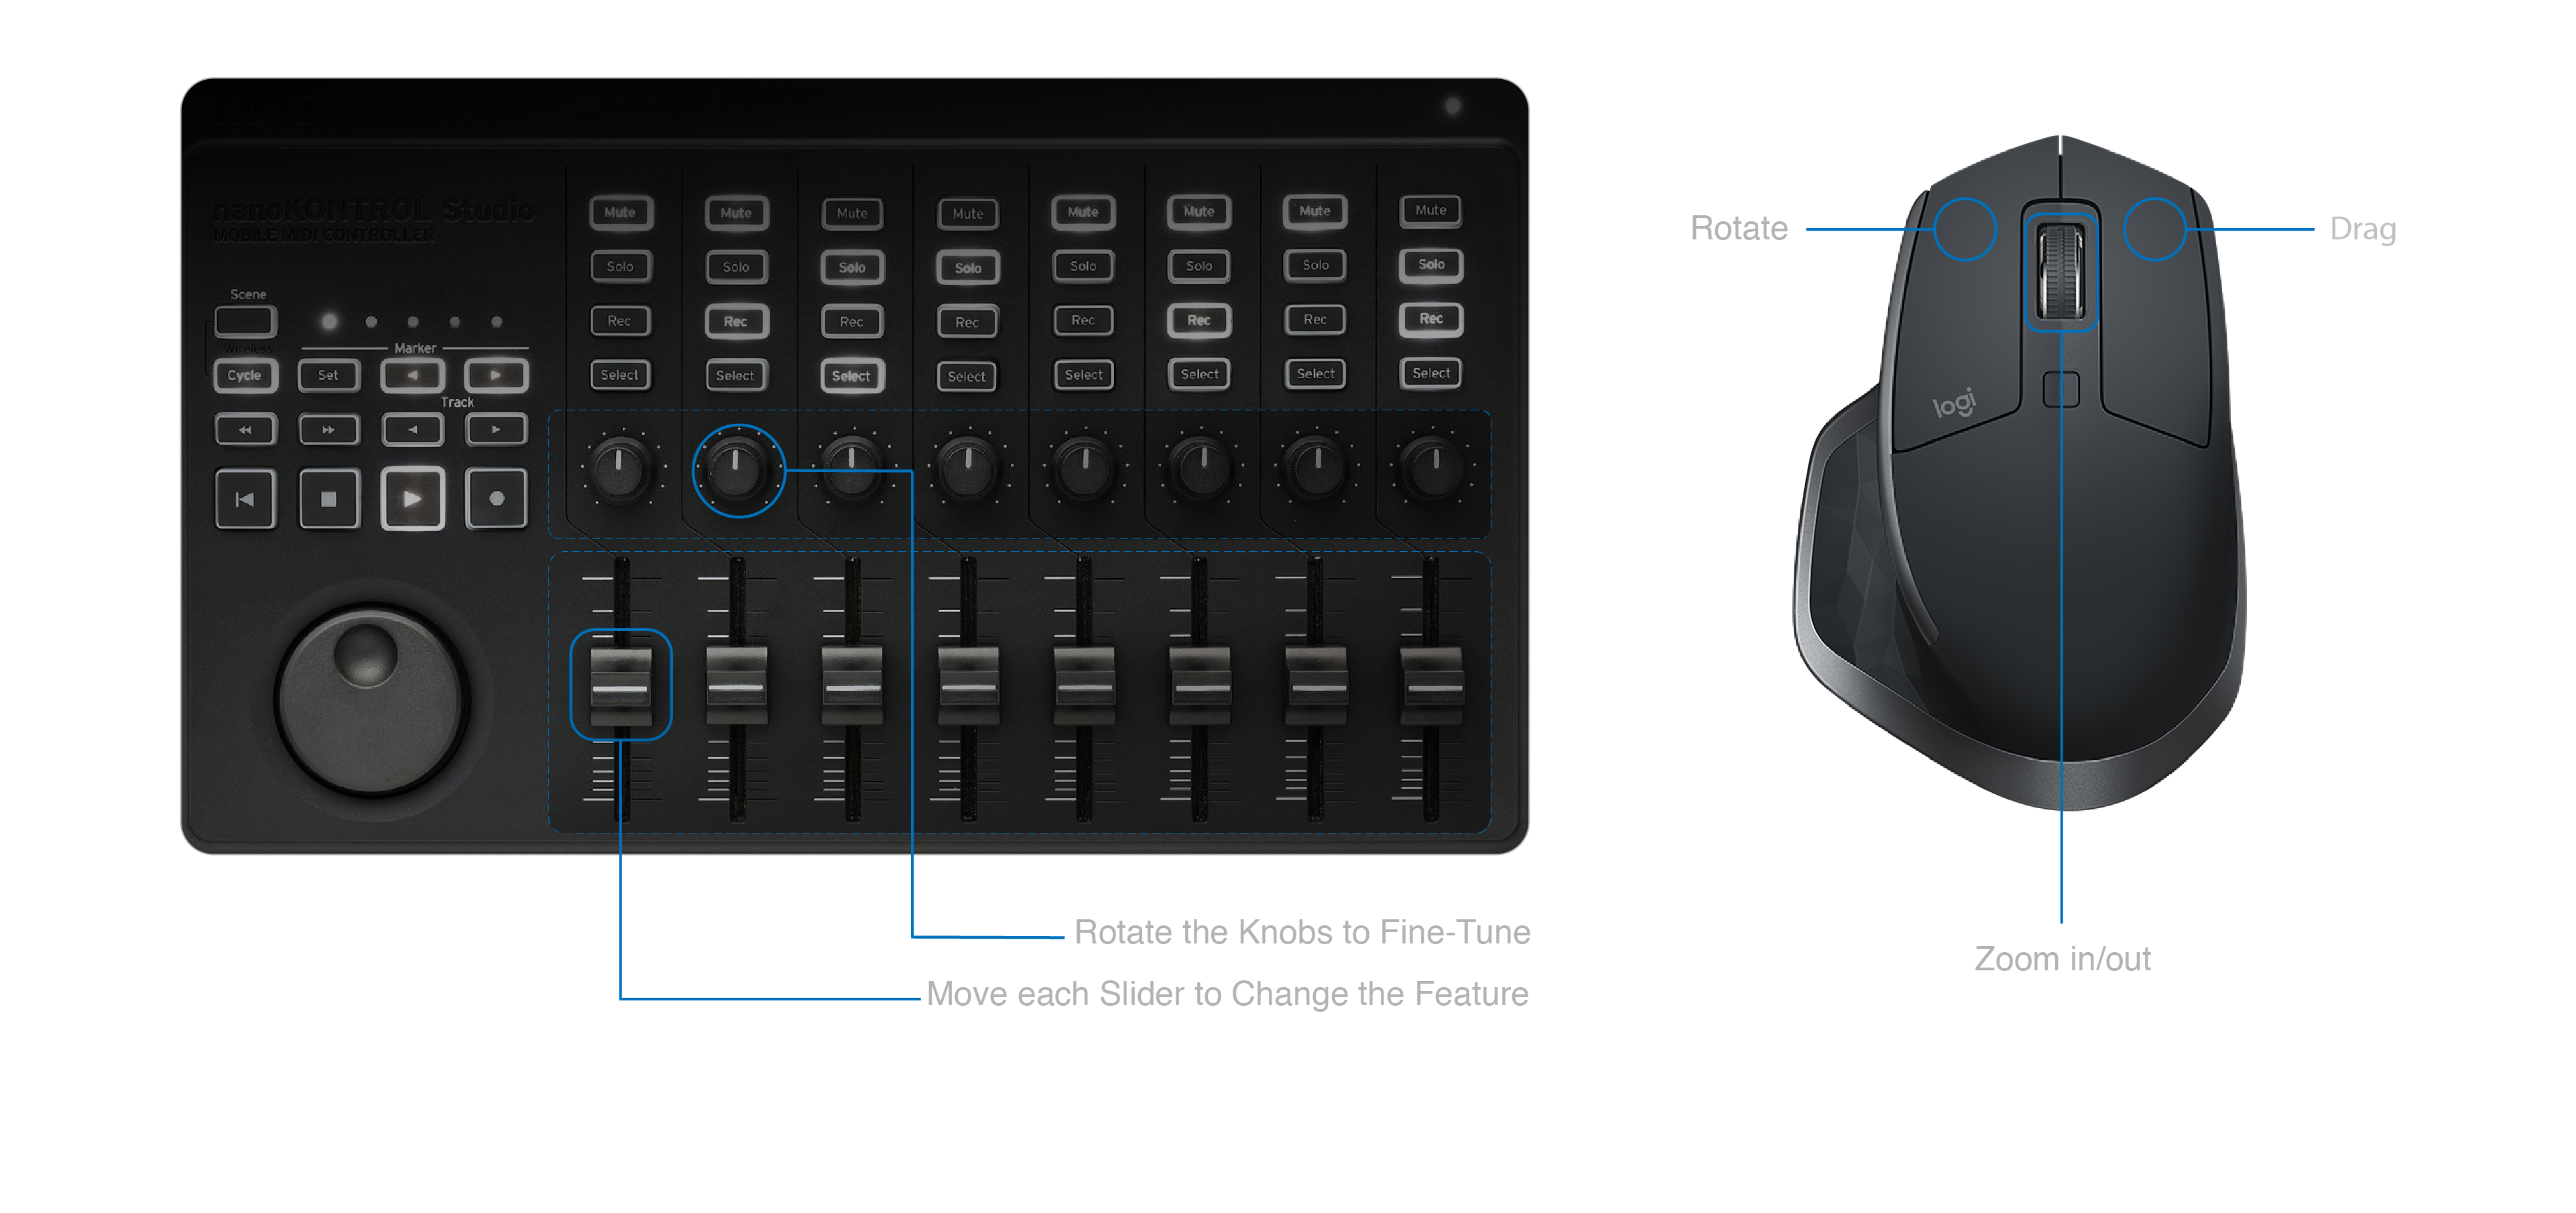 KORG
nanoKONTROL Studio
MOBILE MIDI CONTROLLER
Scene
Wireless
Marker
Cycle Set
Track
Mute Mute Mute Mute Mute Mute Mute Mute
Solo Solo Solo Solo Solo Solo Solo Solo
Rec Rec Rec Rec Rec Rec Rec Rec
Select Select Select Select Select Select Select Select
Rotate the Knobs to Fine-Tune
Move each Slider to Change the Feature
Rotate
Drag
logi
Zoom in/out